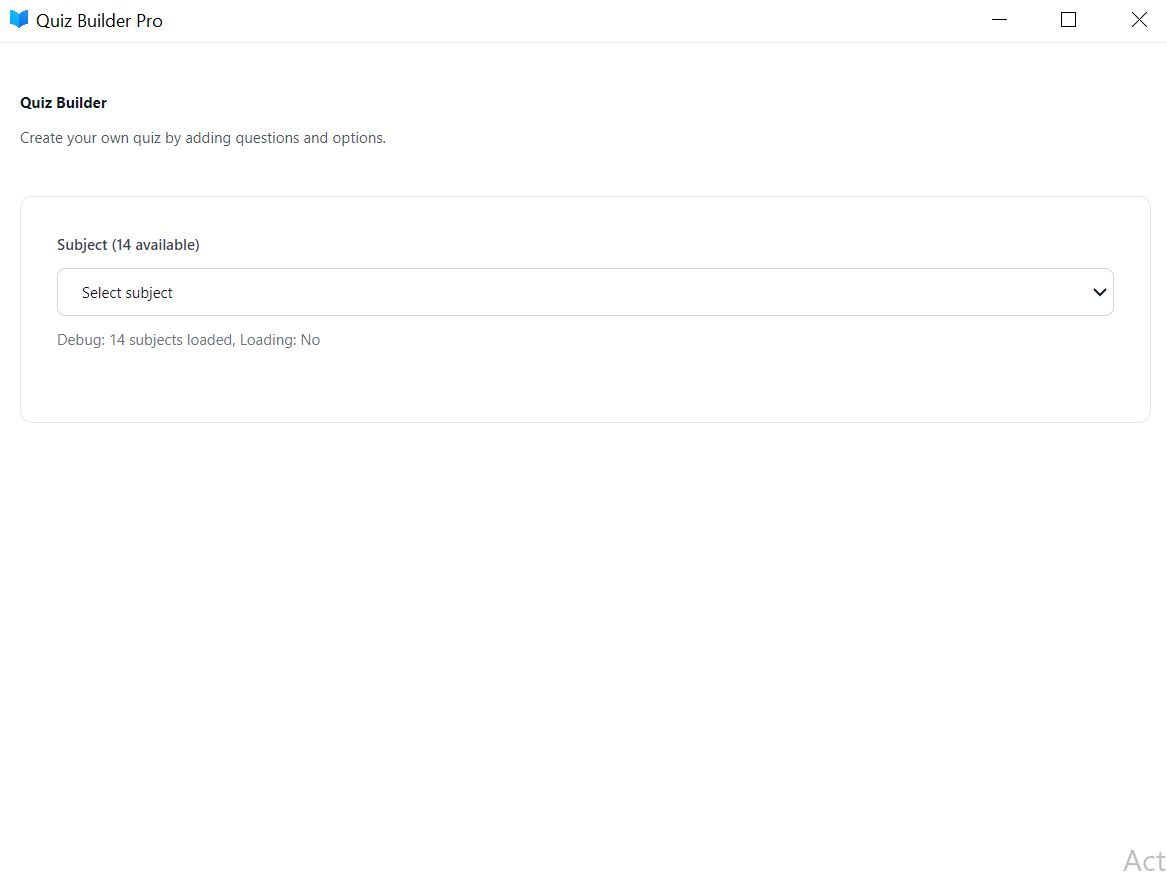 Quiz Builder Pro
Quiz Builder
Create your own quiz by adding questions and options.
Subject (14 available)
Select subject
Debug: 14 subjects loaded, Loading: No
Act